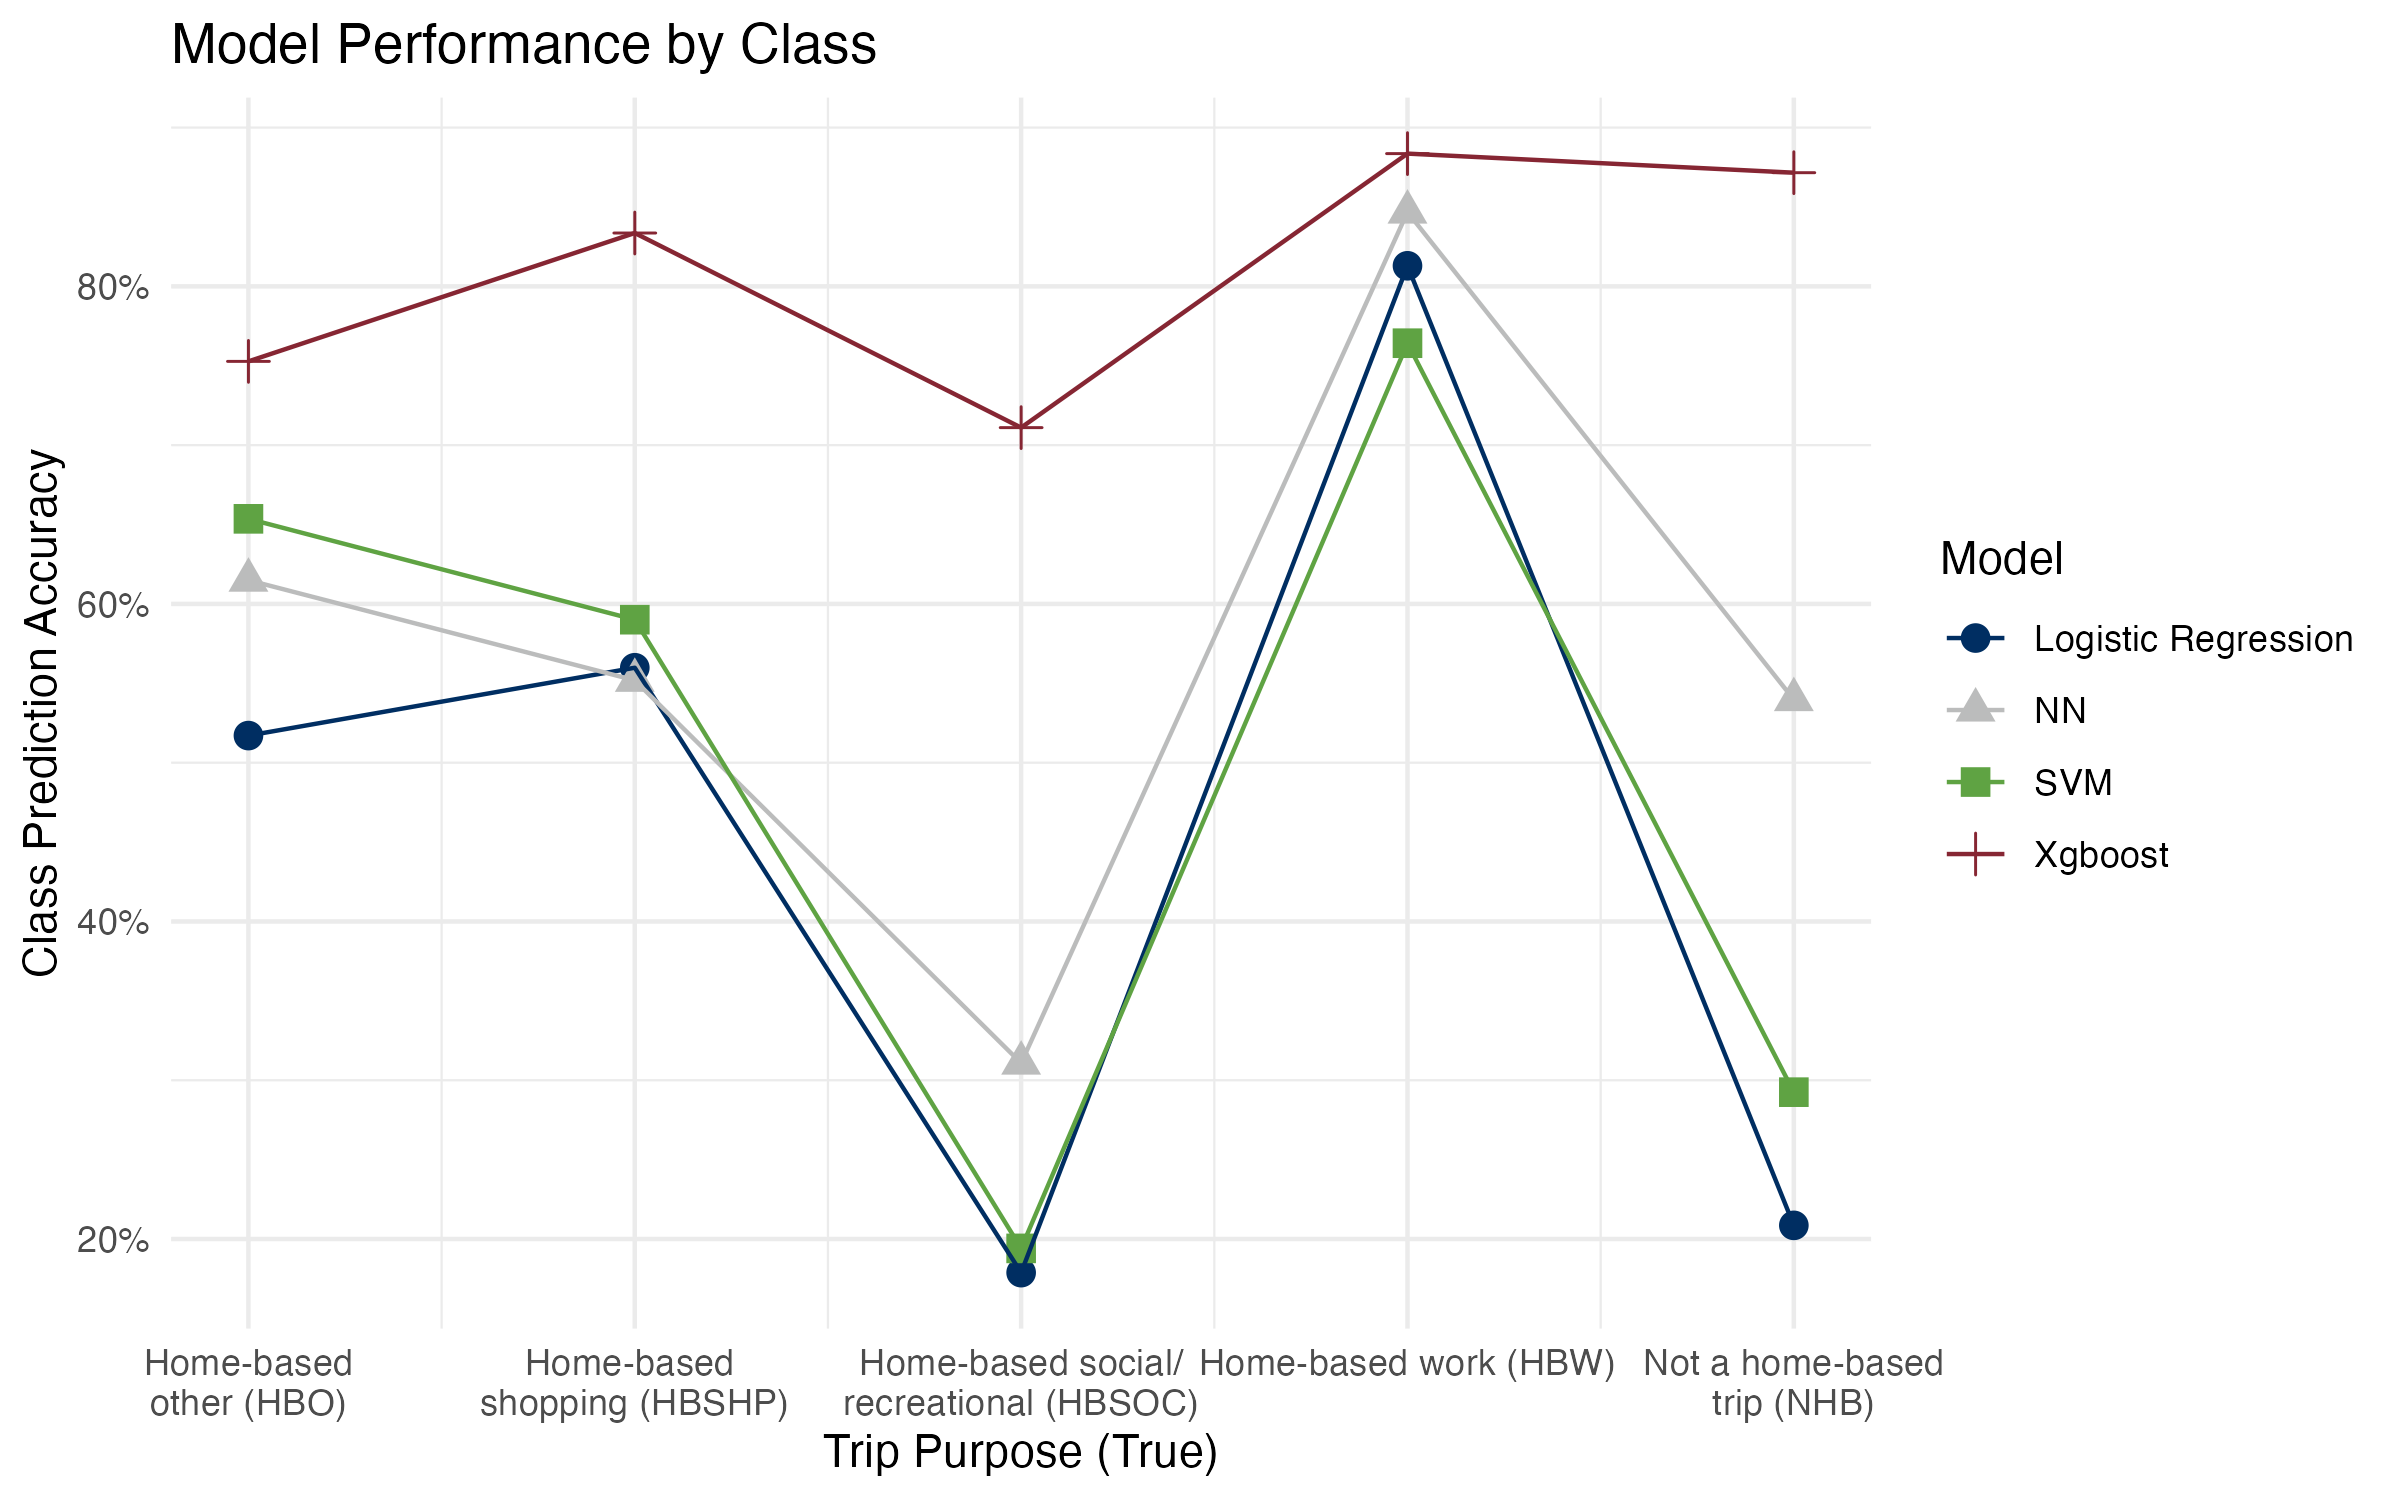 Model Performance by Class
Class Prediction Accuracy
80%
60%
40%
20%
Home-based
other (HBO)
Home-based
shopping (HBSHP)
Home-based social/
recreational (HBSOC)
Home-based work (HBW)
Not a home-based
trip (NHB)
Trip Purpose (True)
Model
Logistic Regression
NN
SVM
Xgboost